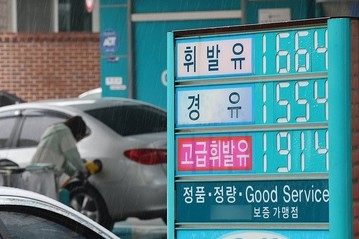 휘발유 1664
경 유 1554
고급휘발유 1914
정품·정량·Good Service
보증 가맹점